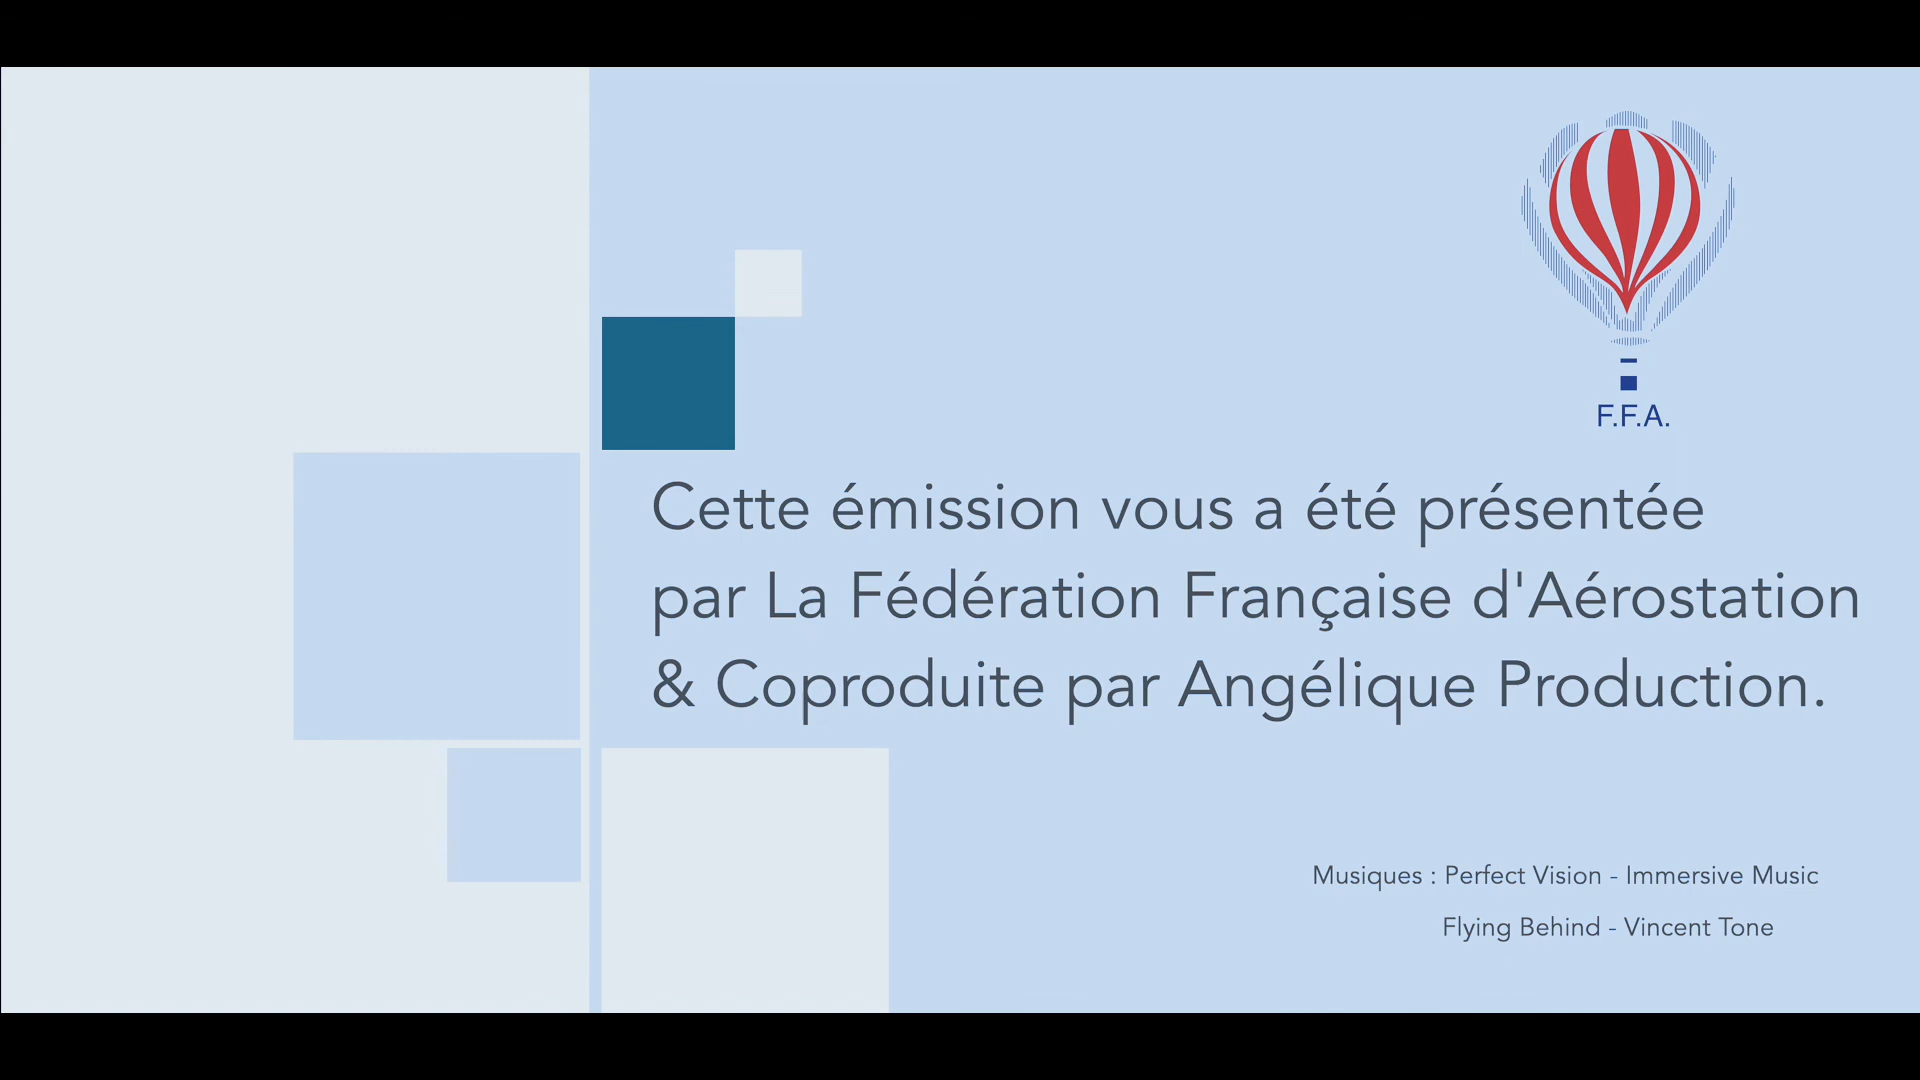 F.F.A.
Cette émission vous a été présentée
par La Fédération Française d'Aérostation
& Coproduite par Angélique Production.
Musiques : Perfect Vision - Immersive Music
Flying Behind - Vincent Tone